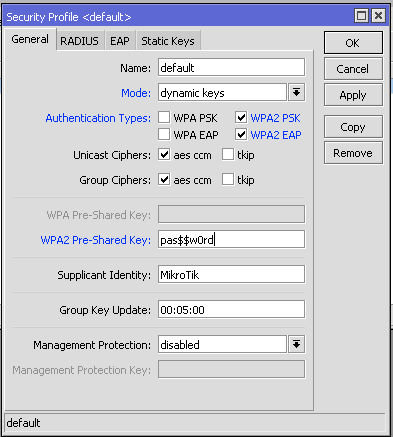 Security Profile <default>
General RADIUS EAP Static Keys
OK
Name: default
Cancel
Mode: dynamic keys
Apply
Authentication Types: WPA PSK WPA2 PSK
Copy
WPA EAP WPA2 EAP
Unicast Ciphers: aes ccm tkip
Remove
Group Ciphers: aes ccm tkip
WPA Pre-Shared Key:
WPA2 Pre-Shared Key: pas$$w0rd
Supplicant Identity: MikroTik
Group Key Update: 00:05:00
Management Protection: disabled
Management Protection Key:
default